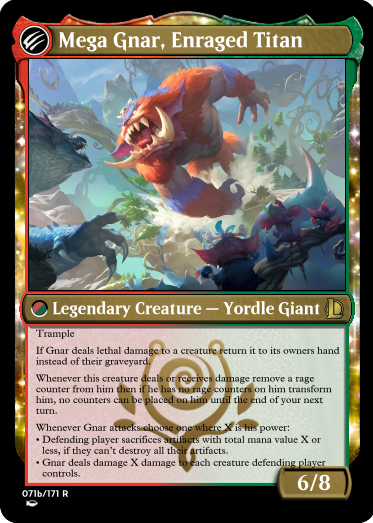 Mega Gnar, Enraged Titan
Legendary Creature — Yordle Giant
Trample
If Gnar deals lethal damage to a creature return it to its owners hand
instead of their graveyard.
Whenever this creature deals or receives damage remove a rage
counter from him then if he has no rage counters on him transform
him, no counters can be placed on him until the end of your next
turn.
Whenever Gnar attacks choose one where X is his power:
• Defending player sacrifices artifacts with total mana value X or
less, if they can't destroy all their artifacts.
• Gnar deals damage X damage to each creature defending player
controls.
6/8
071b/171 R